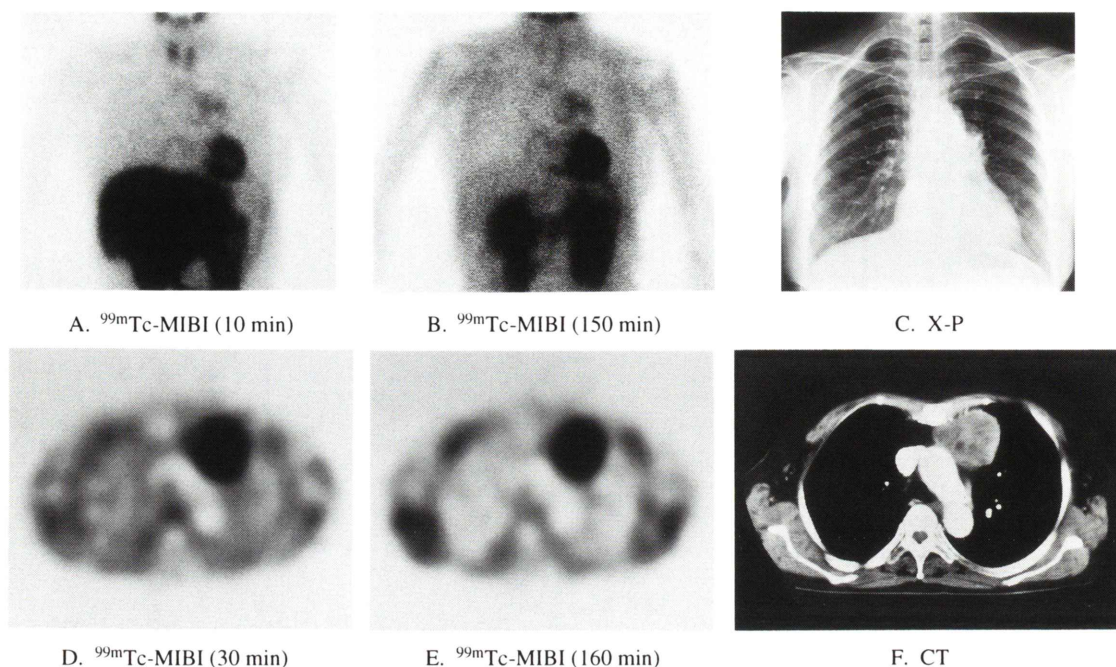 A. ⁹⁹ᵐTc-MIBI (10 min)
B. ⁹⁹ᵐTc-MIBI (150 min)
C. X-P
D. ⁹⁹ᵐTc-MIBI (30 min)
E. ⁹⁹ᵐTc-MIBI (160 min)
F. CT